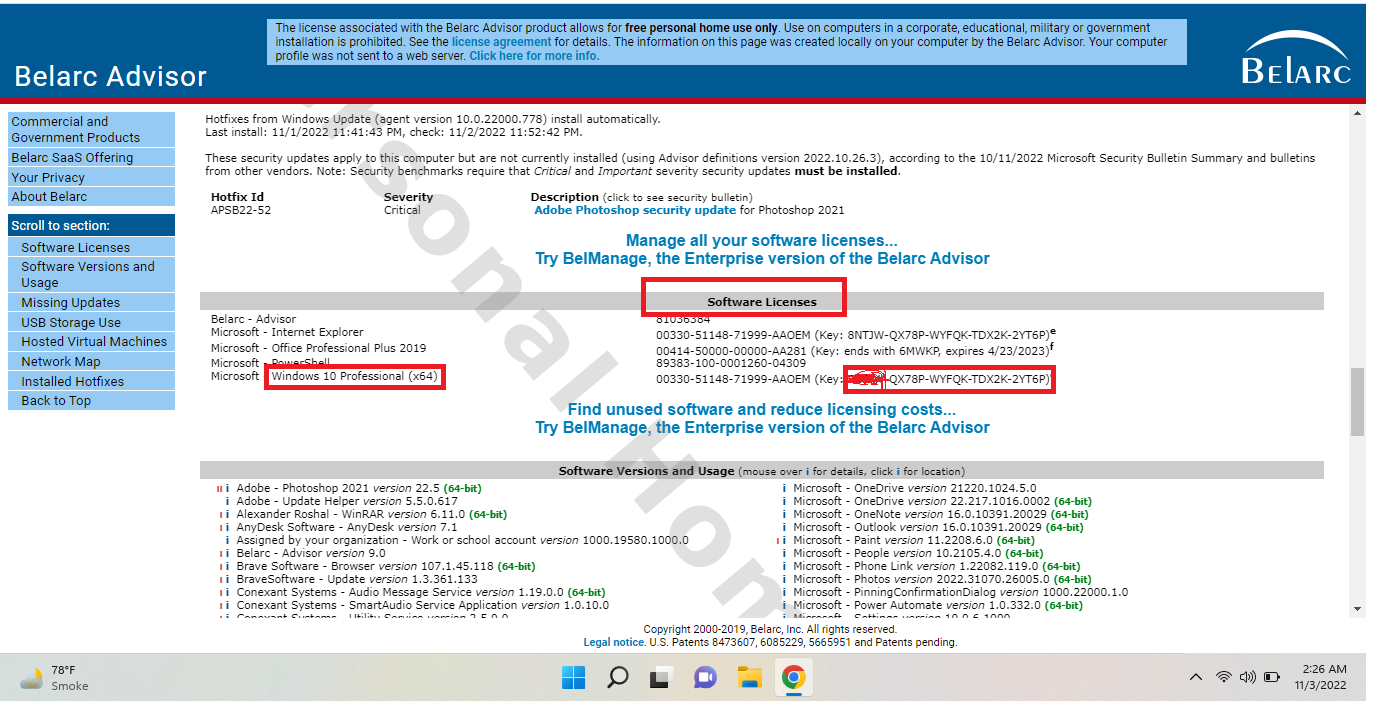 The license associated with the Belarc Advisor product allows for free personal home use only. Use on computers in a corporate, educational, military or government
installation is prohibited. See the license agreement for details. The information on this page was created locally on your computer by the Belarc Advisor. Your computer
profile was not sent to a web server. Click here for more info.
Belarc Advisor
BELARC
Commercial and
Government Products
Belarc SaaS Offering
Your Privacy
About Belarc
Scroll to section:
Software Licenses
Software Versions and
Usage
Missing Updates
USB Storage Use
Hosted Virtual Machines
Network Map
Installed Hotfixes
Back to Top
Hotfixes from Windows Update (agent version 10.0.22000.778) install automatically.
Last install: 11/1/2022 11:41:43 PM, check: 11/2/2022 11:52:42 PM.
These security updates apply to this computer but are not currently installed (using Advisor definitions version 2022.10.26.3), according to the 10/11/2022 Microsoft Security Bulletin Summary and bulletins
from other vendors. Note: Security benchmarks require that Critical and Important severity security updates must be installed.
Hotfix Id Severity Description (click to see security bulletin)
APSB22-52 Critical Adobe Photoshop security update for Photoshop 2021
Manage all your software licenses...
Try BelManage, the Enterprise version of the Belarc Advisor
Software Licenses
Belarc - Advisor 81036384
Microsoft - Internet Explorer 00330-51148-71999-AAOEM (Key: 8NTJW-QX78P-WYFQK-TDX2K-2YT6P)e
Microsoft - Office Professional Plus 2019 00414-50000-00000-AA281 (Key: ends with 6MWKP, expires 4/23/2023)f
Microsoft - PowerShell 89383-100-0001260-04309
Microsoft - Windows 10 Professional (x64) 00330-51148-71999-AAOEM (Key: -QX78P-WYFQK-TDX2K-2YT6P)
Find unused software and reduce licensing costs...
Try BelManage, the Enterprise version of the Belarc Advisor
Software Versions and Usage (mouse over i for details, click i for location)
i Adobe - Photoshop 2021 version 22.5 (64-bit)
i Adobe - Update Helper version 5.5.0.617
i Alexander Roshal - WinRAR version 6.11.0 (64-bit)
i AnyDesk Software - AnyDesk version 7.1
i Assigned by your organization - Work or school account version 1000.19580.1000.0
i Belarc - Advisor version 9.0
i Brave Software - Browser version 107.1.45.118 (64-bit)
i BraveSoftware - Update version 1.3.361.133
i Conexant Systems - Audio Message Service version 1.19.0.0 (64-bit)
i Conexant Systems - SmartAudio Service Application version 1.0.10.0
i Conexant Systems - Utility Service version 2.5.0.0
i Microsoft - OneDrive version 21220.1024.5.0
i Microsoft - OneDrive version 22.217.1016.0002 (64-bit)
i Microsoft - OneNote version 16.0.10391.20029 (64-bit)
i Microsoft - Outlook version 16.0.10391.20029 (64-bit)
i Microsoft - Paint version 11.2208.6.0 (64-bit)
i Microsoft - People version 10.2105.4.0 (64-bit)
i Microsoft - Phone Link version 1.22082.119.0 (64-bit)
i Microsoft - Photos version 2022.31070.26005.0 (64-bit)
i Microsoft - PinningConfirmationDialog version 1000.22000.1.0
i Microsoft - Power Automate version 1.0.332.0 (64-bit)
i Microsoft - Settings version 10.0.6.1000
Copyright 2000-2019, Belarc, Inc. All rights reserved.
Legal notice. U.S. Patents 8473607, 6085229, 5665951 and Patents pending.
78°F
Smoke
2:26 AM
11/3/2022